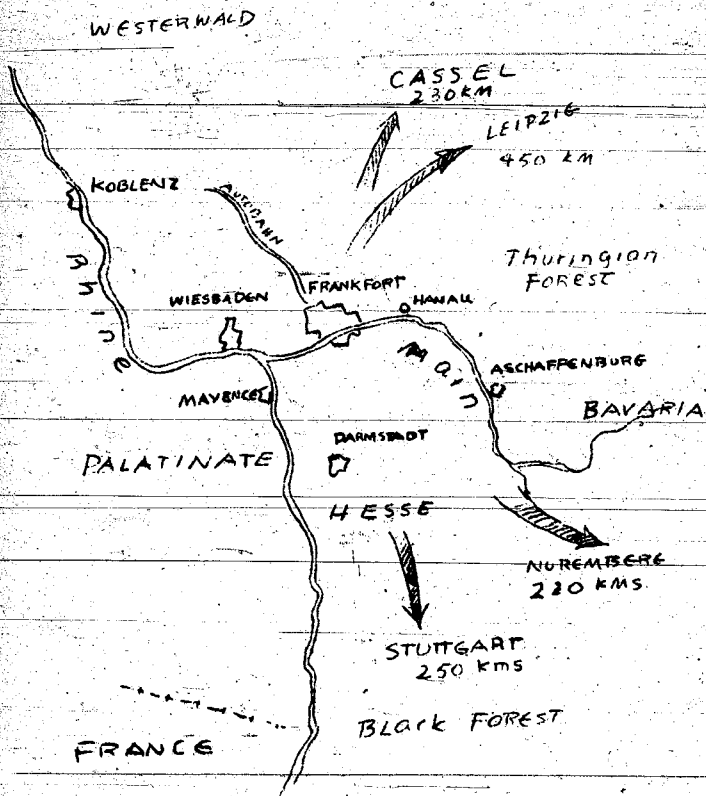 WESTERWALD
CASSEL
230 KM
LEIPZIG
450 KM
KOBLENZ
AUTOBAHN
Rhine
Thuringian
FOREST
FRANKFORT
WIESBADEN
HANAU
Main
ASCHAFFENBURG
MAYENCE
BAVARIA
DARMSTADT
PALATINATE
HESSE
NUREMBERG
220 KMS
STUTTGART
250 KMS
Black FOREST
FRANCE